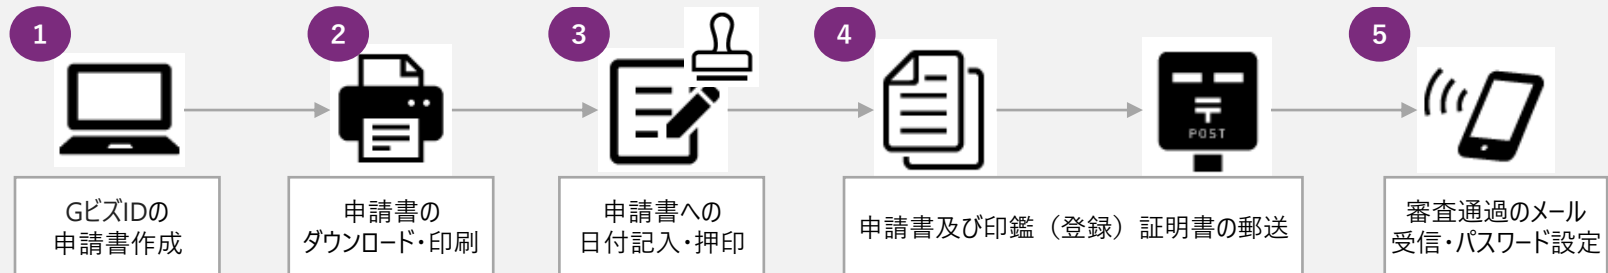 1
2
3
4
5
〒
POST
GビズIDの
申請書作成
申請書の
ダウンロード・印刷
申請書への
日付記入・押印
申請書及び印鑑（登録）証明書の郵送
審査通過のメール
受信・パスワード設定